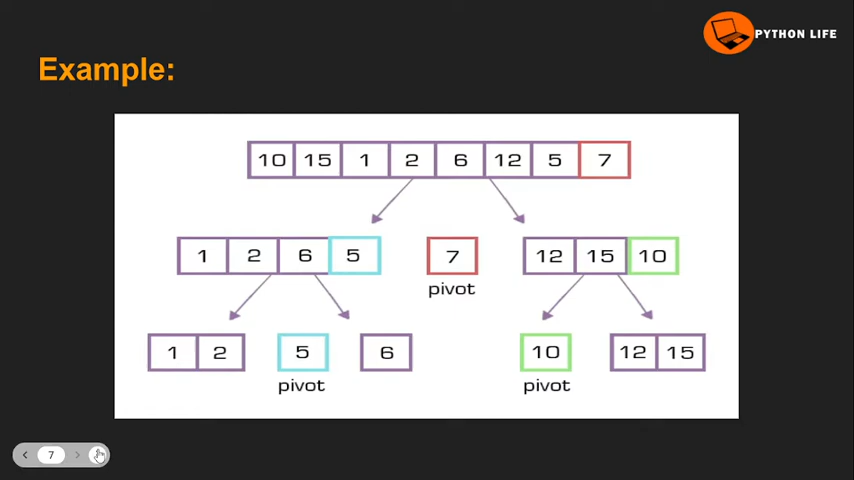 PYTHON LIFE
Example:
10 15 1 2 6 12 5 7
1 2 6 5 7 12 15 10
pivot
1 2 5 6 10 12 15
pivot pivot
7